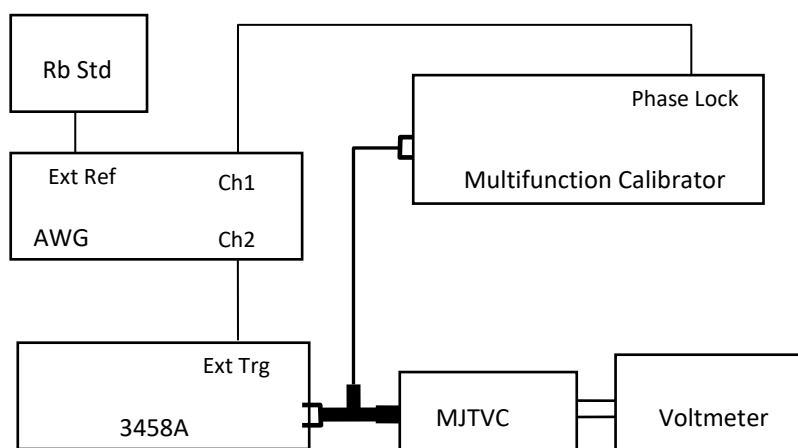 Rb Std
Phase Lock
Multifunction Calibrator
Ext Ref
Ch1
AWG
Ch2
Ext Trg
3458A
MJTVC
Voltmeter